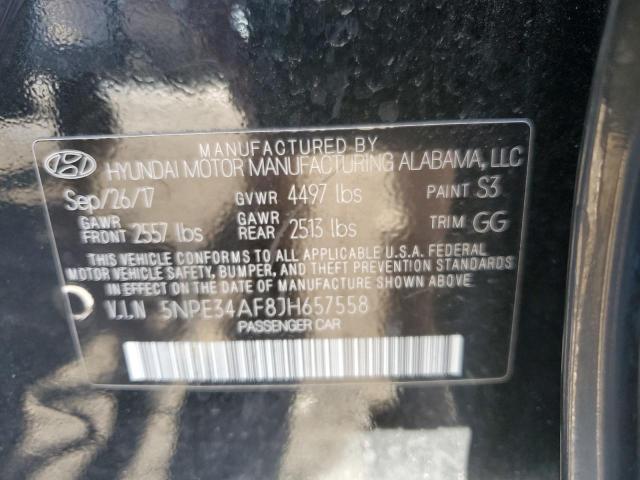 MANUFACTURED BY
HYUNDAI MOTOR MANUFACTURING ALABAMA, LLC
Sep/26/17 GVWR 4497 lbs PAINT S3
GAWR FRONT 2557 lbs GAWR REAR 2513 lbs TRIM GG
THIS VEHICLE CONFORMS TO ALL APPLICABLE U.S.A. FEDERAL
MOTOR VEHICLE SAFETY, BUMPER, AND THEFT PREVENTION STANDARDS
IN EFFECT ON THE DATE OF MANUFACTURE SHOWN ABOVE.
V.I.N 5NPE34AF8JH657558
PASSENGER CAR